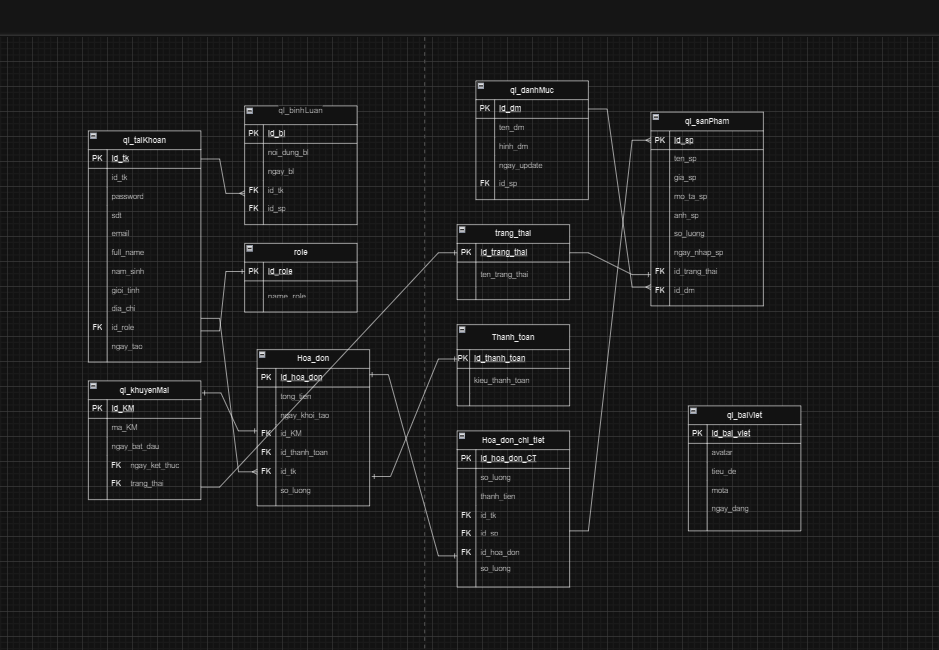 ql_taiKhoan
PK id_tk
id_tk
password
sdt
email
full_name
nam_sinh
gioi_tinh
dia_chi
FK id_role
ngay_tao
ql_khuyenMai
PK id_KM
ma_KM
ngay_bat_dau
FK ngay_ket_thuc
FK trang_thai
ql_binhLuan
PK id_bl
noi_dung_bl
ngay_bl
FK id_tk
FK id_sp
role
PK id_role
name_role
Hoa_don
PK id_hoa_don
tong_tien
ngay_khoi_tao
FK id_KM
FK id_thanh_toan
FK id_tk
so_luong
ql_danhMuc
PK id_dm
ten_dm
hinh_dm
ngay_update
FK id_sp
trang_thai
PK id_trang_thai
ten_trang_thai
Thanh_toan
PK id_thanh_toan
kieu_thanh_toan
Hoa_don_chi_tiet
PK id_hoa_don_CT
so_luong
thanh_tien
FK id_tk
FK id_sp
FK id_hoa_don
so_luong
ql_sanPham
PK id_sp
ten_sp
gia_sp
mo_ta_sp
anh_sp
so_luong
ngay_nhap_sp
FK id_trang_thai
FK id_dm
ql_baiViet
PK id_bai_viet
avatar
tieu_de
mota
ngay_dang